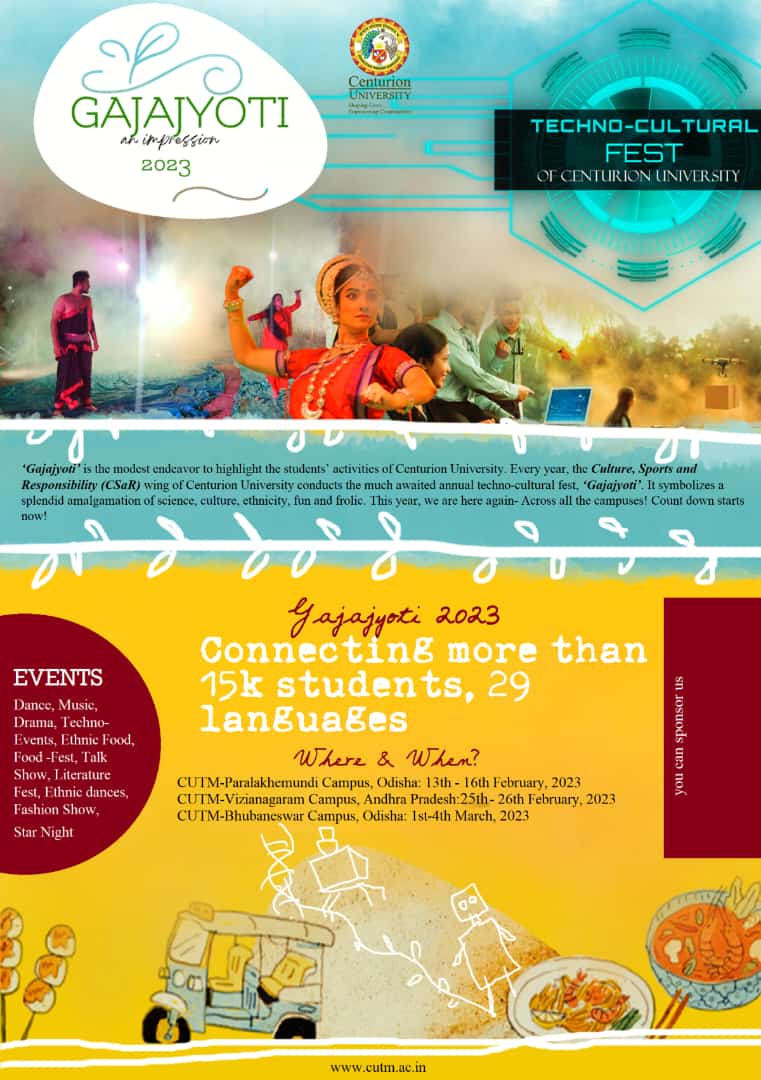 GAJAJYOTI
an impression
2023
Centurion
UNIVERSITY
Shaping Lives...
Empowering Communities...
TECHNO-CULTURAL
FEST
OF CENTURION UNIVERSITY
'Gajajyoti' is the modest endeavor to highlight the students' activities of Centurion University. Every year, the Culture, Sports and
Responsibility (CSaR) wing of Centurion University conducts the much awaited annual techno-cultural fest, 'Gajajyoti'. It symbolizes a
splendid amalgamation of science, culture, ethnicity, fun and frolic. This year, we are here again- Across all the campuses! Count down starts
now!
Gajajyoti 2023
Connecting more than
15k students, 29
languages
EVENTS
Dance, Music,
Drama, Techno-
Events, Ethnic Food,
Food -Fest, Talk
Show, Literature
Fest, Ethnic dances,
Fashion Show,
Star Night
Where & When?
CUTM-Paralakhemundi Campus, Odisha: 13th - 16th February, 2023
CUTM-Vizianagaram Campus, Andhra Pradesh:25th - 26th February, 2023
CUTM-Bhubaneswar Campus, Odisha: 1st-4th March, 2023
you can sponsor us
www.cutm.ac.in